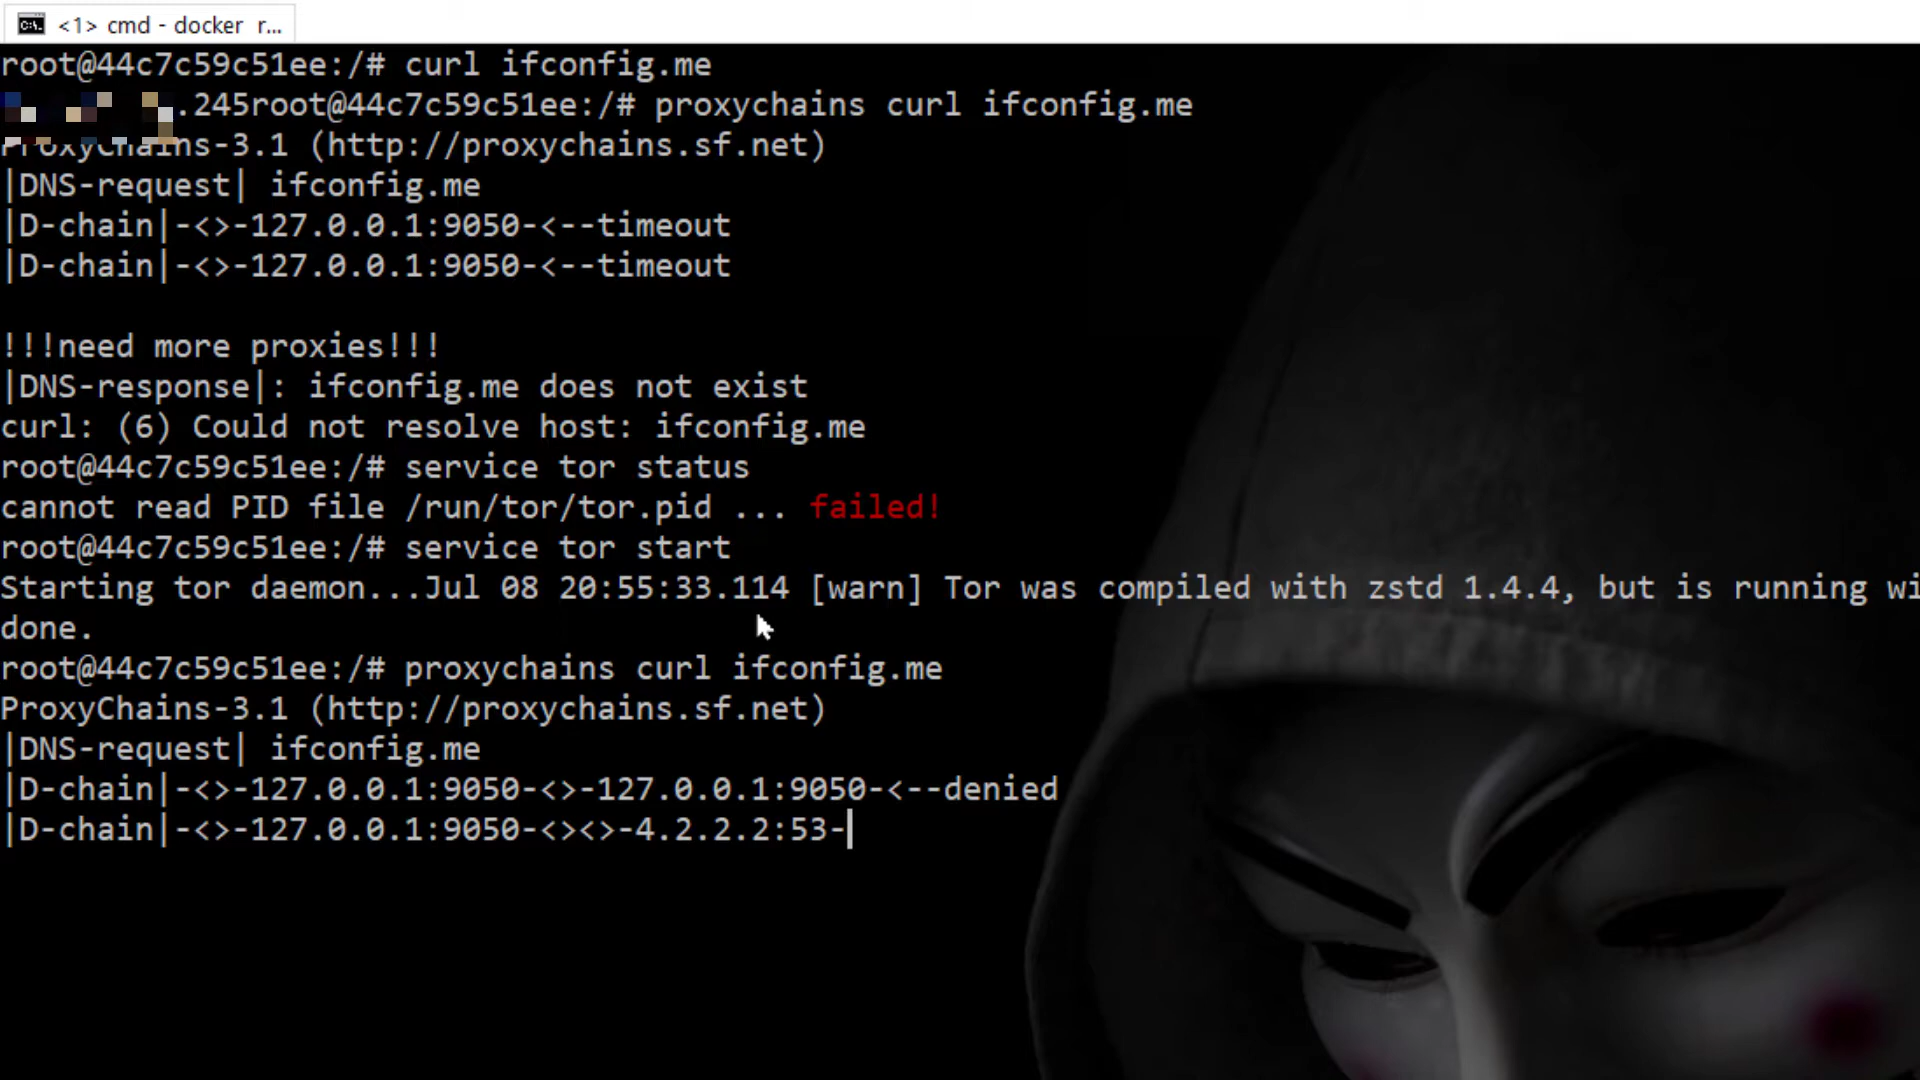 <1> cmd - docker r...
root@44c7c59c51ee:/# curl ifconfig.me
.245root@44c7c59c51ee:/# proxychains curl ifconfig.me
ProxyChains-3.1 (http://proxychains.sf.net)
|DNS-request| ifconfig.me
|D-chain|-<>-127.0.0.1:9050-<--timeout
|D-chain|-<>-127.0.0.1:9050-<--timeout
!!!need more proxies!!!
|DNS-response|: ifconfig.me does not exist
curl: (6) Could not resolve host: ifconfig.me
root@44c7c59c51ee:/# service tor status
cannot read PID file /run/tor/tor.pid ... failed!
root@44c7c59c51ee:/# service tor start
Starting tor daemon...Jul 08 20:55:33.114 [warn] Tor was compiled with zstd 1.4.4, but is running wi
done.
root@44c7c59c51ee:/# proxychains curl ifconfig.me
ProxyChains-3.1 (http://proxychains.sf.net)
|DNS-request| ifconfig.me
|D-chain|-<>-127.0.0.1:9050-<>-127.0.0.1:9050-<--denied
|D-chain|-<>-127.0.0.1:9050-<><>-4.2.2.2:53-